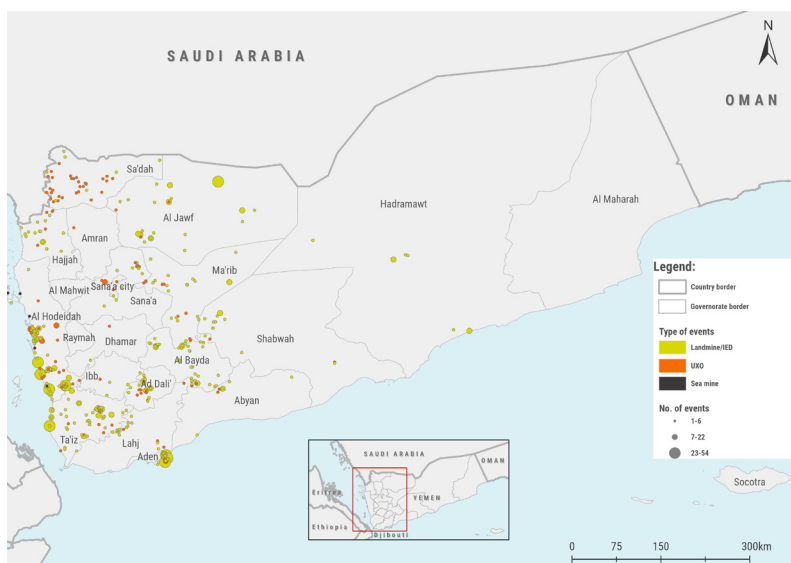 SAUDI ARABIA
N
OMAN
Sa'dah
Al Jawf
Hadramawt
Al Maharah
Amran
Hajjah
Ma'rib
Al Mahwit
Sana'a city
Sana'a
Al Hodeidah
Raymah
Dhamar
Shabwah
Al Bayda
Ibb
Ad Dali'
Abyan
Ta'iz
Lahj
Aden
Socotra
Legend:
Country border
Governorate border
Type of events
Landmine/IED
UXO
Sea mine
No. of events
1-6
7-22
23-54
SAUDI ARABIA
OMAN
Eritrea
YEMEN
Ethiopia
Djibouti
0 75 150 300km